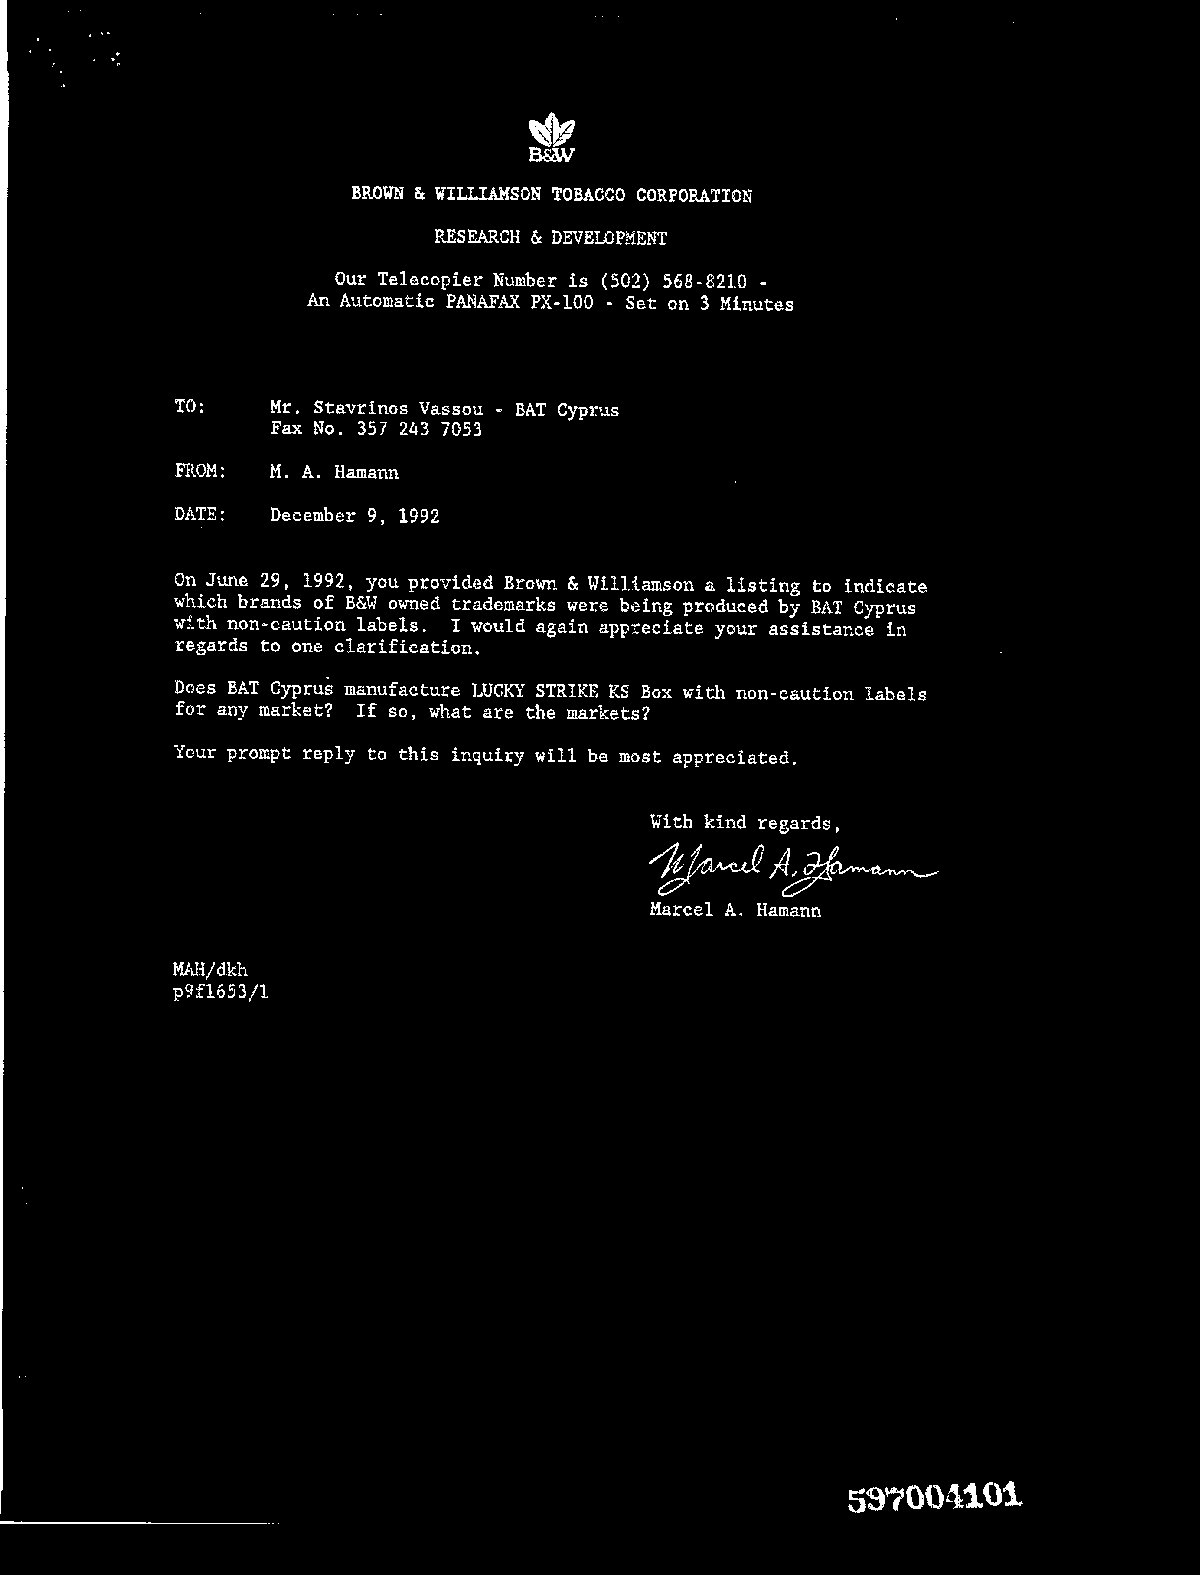 B&W
BROWN & WILLIAMSON TOBACCO CORPORATION
RESEARCH & DEVELOPMENT
Our Telecopier Number is (502) 568-8210 -
An Automatic PANAFAX PX-100 - Set on 3 Minutes
TO: Mr. Stavrinos Vassou - BAT Cyprus
Fax No. 357 243 7053
FROM: M. A. Hamann
DATE: December 9, 1992
On June 29, 1992, you provided Brown & Williamson a listing to indicate
which brands of B&W owned trademarks were being produced by BAT Cyprus
with non-caution labels. I would again appreciate your assistance in
regards to one clarification.
Does BAT Cyprus manufacture LUCKY STRIKE KS Box with non-caution labels
for any market? If so, what are the markets?
Your prompt reply to this inquiry will be most appreciated.
With kind regards,
Marcel A. Hamann
Marcel A. Hamann
MAH/dkh
p9f1653/1
597004101